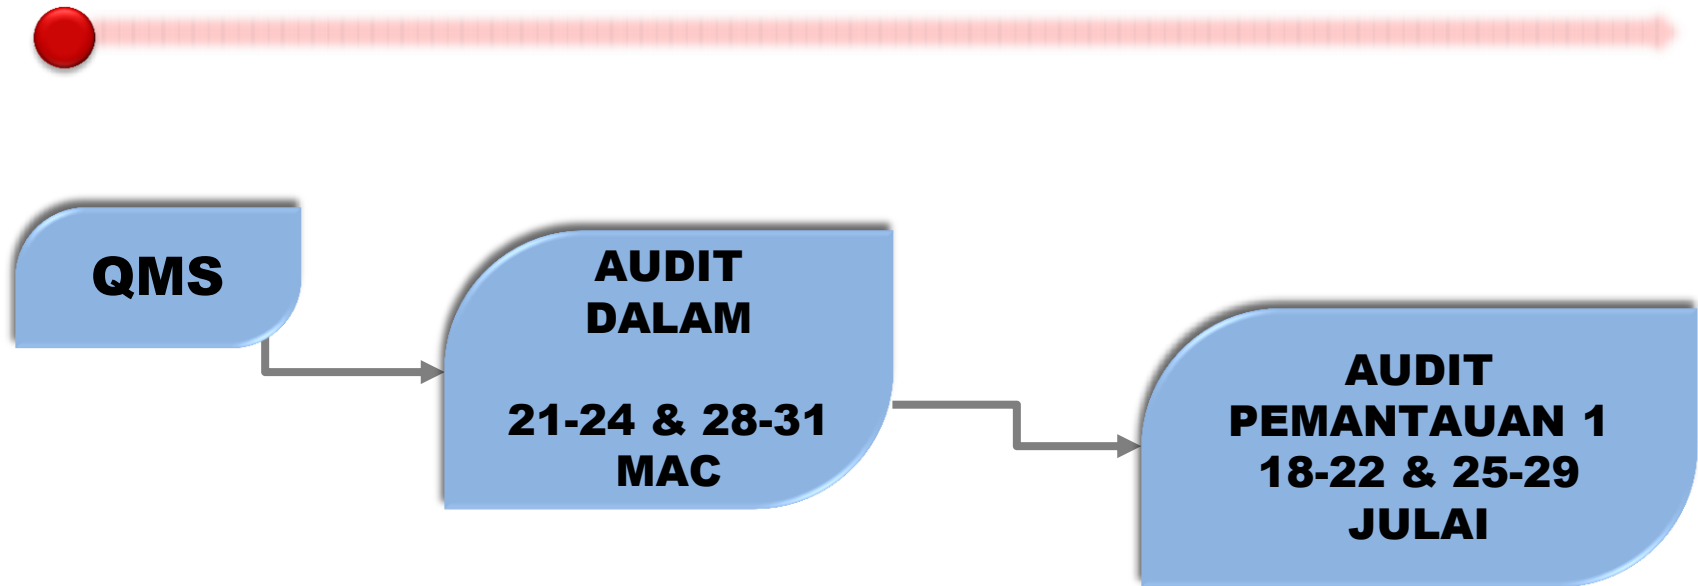 QMS
AUDIT
DALAM
21-24 & 28-31
MAC
AUDIT
PEMANTAUAN 1
18-22 & 25-29
JULAI